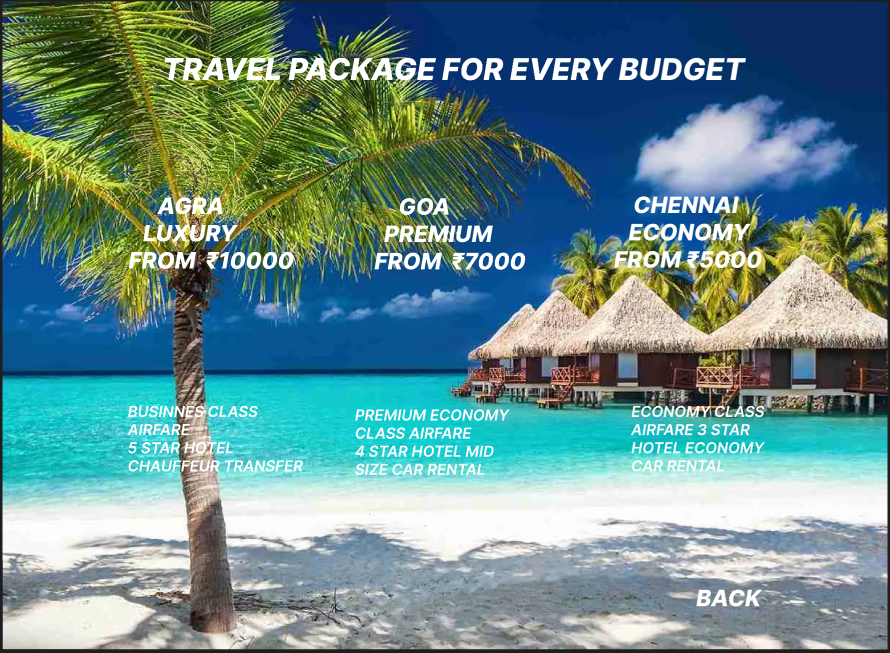 TRAVEL PACKAGE FOR EVERY BUDGET
AGRA
LUXURY
FROM ₹10000
GOA
PREMIUM
FROM ₹7000
CHENNAI
ECONOMY
FROM ₹5000
BUSINNES CLASS
AIRFARE
5 STAR HOTEL
CHAUFFEUR TRANSFER
PREMIUM ECONOMY
CLASS AIRFARE
4 STAR HOTEL MID
SIZE CAR RENTAL
ECONOMY CLASS
AIRFARE 3 STAR
HOTEL ECONOMY
CAR RENTAL
BACK